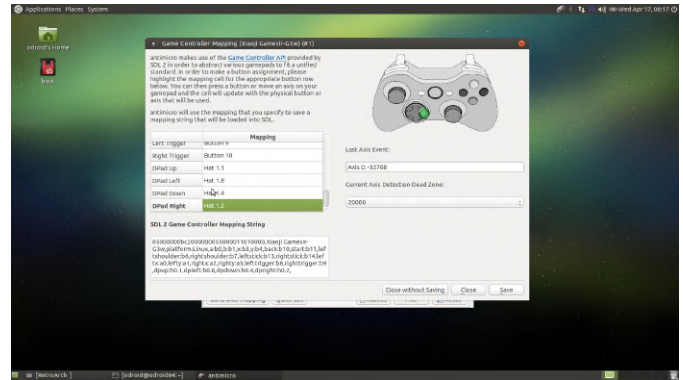 Applications Places System
Wed Apr 17, 00:17
odroid's Home
boot
Game Controller Mapping (Xiaoji Gamesir-G3w) (#1)
antimicro makes use of the Game Controller API provided by
SDL 2 in order to abstract various gamepads to fit a unified
standard. In order to make a button assignment, please
highlight the mapping cell for the appropriate button row
below. You can then press a button or move an axis on your
gamepad and the cell will update with the physical button or
axis that will be used.
antimicro will use the mapping that you specify to save a
mapping string that will be loaded into SDL.
Mapping
Left Trigger Button 9
Right Trigger Button 10
DPad Up Hat 1.1
DPad Left Hat 1.8
DPad Down Hat 1.4
DPad Right Hat 1.2
Last Axis Event:
Axis 0: -32768
Current Axis Detection Dead Zone:
20000
SDL 2 Game Controller Mapping String
G3w,platform:Linux,a:b0,b:b1,x:b3,y:b4,back:b10,start:b11,lef
tshoulder:b6,rightshoulder:b7,leftstick:b13,rightstick:b14,lef
tx:a0,lefty:a1,rightx:a2,righty:a3,lefttrigger:b8,righttrigger:b9
,dpup:h0.1,dpleft:h0.8,dpdown:h0.4,dpright:h0.2,
Close without Saving Close Save
Controller Mapping Quick Set Names Pref Reset
[RetroArch ] [odroid@odroid64: ~] antimicro